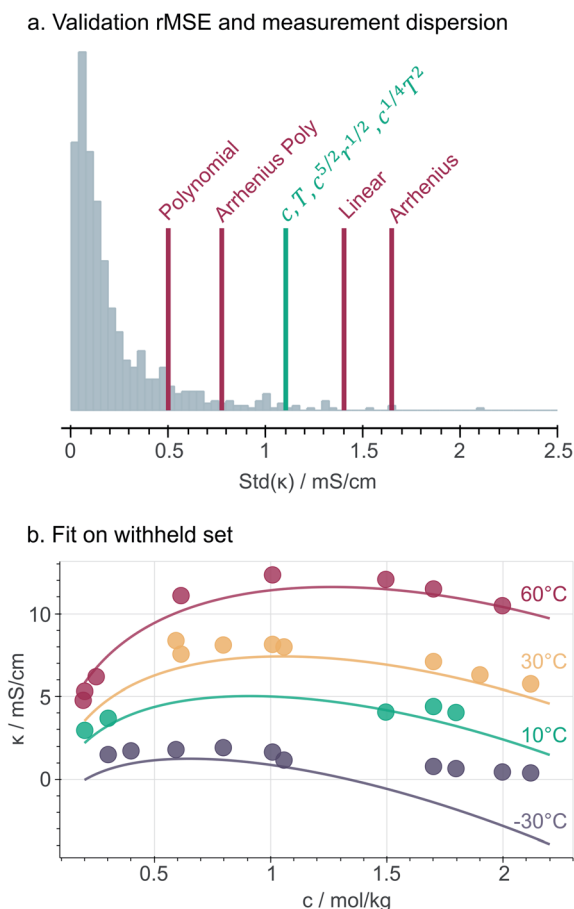 a. Validation rMSE and measurement dispersion
Polynomial
Arrhenius Poly
c, T, c^{5/2}r^{1/2}, c^{1/4}T^2
Linear
Arrhenius
0 0.5 1 1.5 2 2.5
Std(κ) / mS/cm
b. Fit on withheld set
κ / mS/cm
10
5
0
60°C
30°C
10°C
-30°C
0.5 1 1.5 2
c / mol/kg